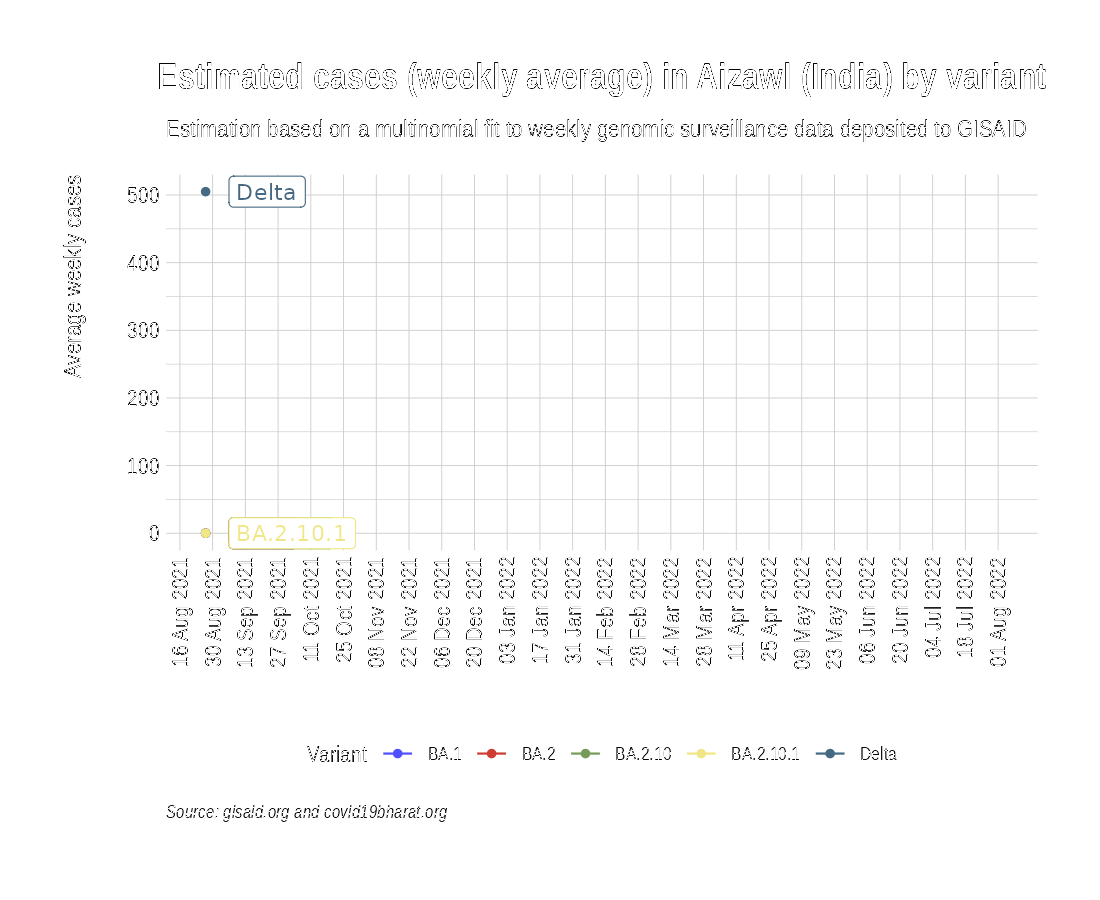 Estimated cases (weekly average) in Aizawl (India) by variant
Estimation based on a multinomial fit to weekly genomic surveillance data deposited to GISAID
Average weekly cases
500
400
300
200
100
0
Delta
BA.2.10.1
16 Aug 2021
30 Aug 2021
13 Sep 2021
27 Sep 2021
11 Oct 2021
25 Oct 2021
08 Nov 2021
22 Nov 2021
06 Dec 2021
20 Dec 2021
03 Jan 2022
17 Jan 2022
31 Jan 2022
14 Feb 2022
28 Feb 2022
14 Mar 2022
28 Mar 2022
11 Apr 2022
25 Apr 2022
09 May 2022
23 May 2022
06 Jun 2022
20 Jun 2022
04 Jul 2022
18 Jul 2022
01 Aug 2022
Variant BA.1 BA.2 BA.2.10 BA.2.10.1 Delta
Source: gisaid.org and covid19bharat.org